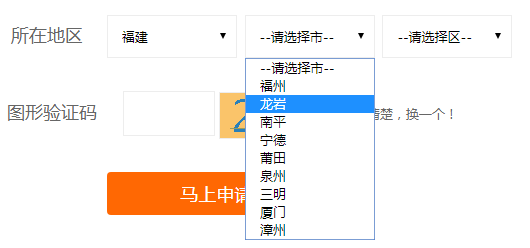 所在地区 福建 --请选择市-- --请选择区--
--请选择市--
福州
龙岩
图形验证码 清楚，换一个！
南平
宁德
莆田
泉州
马上申请 三明
厦门
漳州